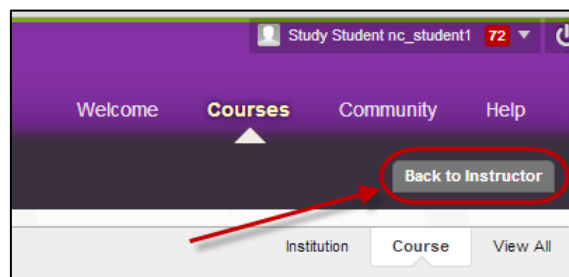 Study Student nc_student1 72
Welcome Courses Community Help
Back to Instructor
Institution Course View All